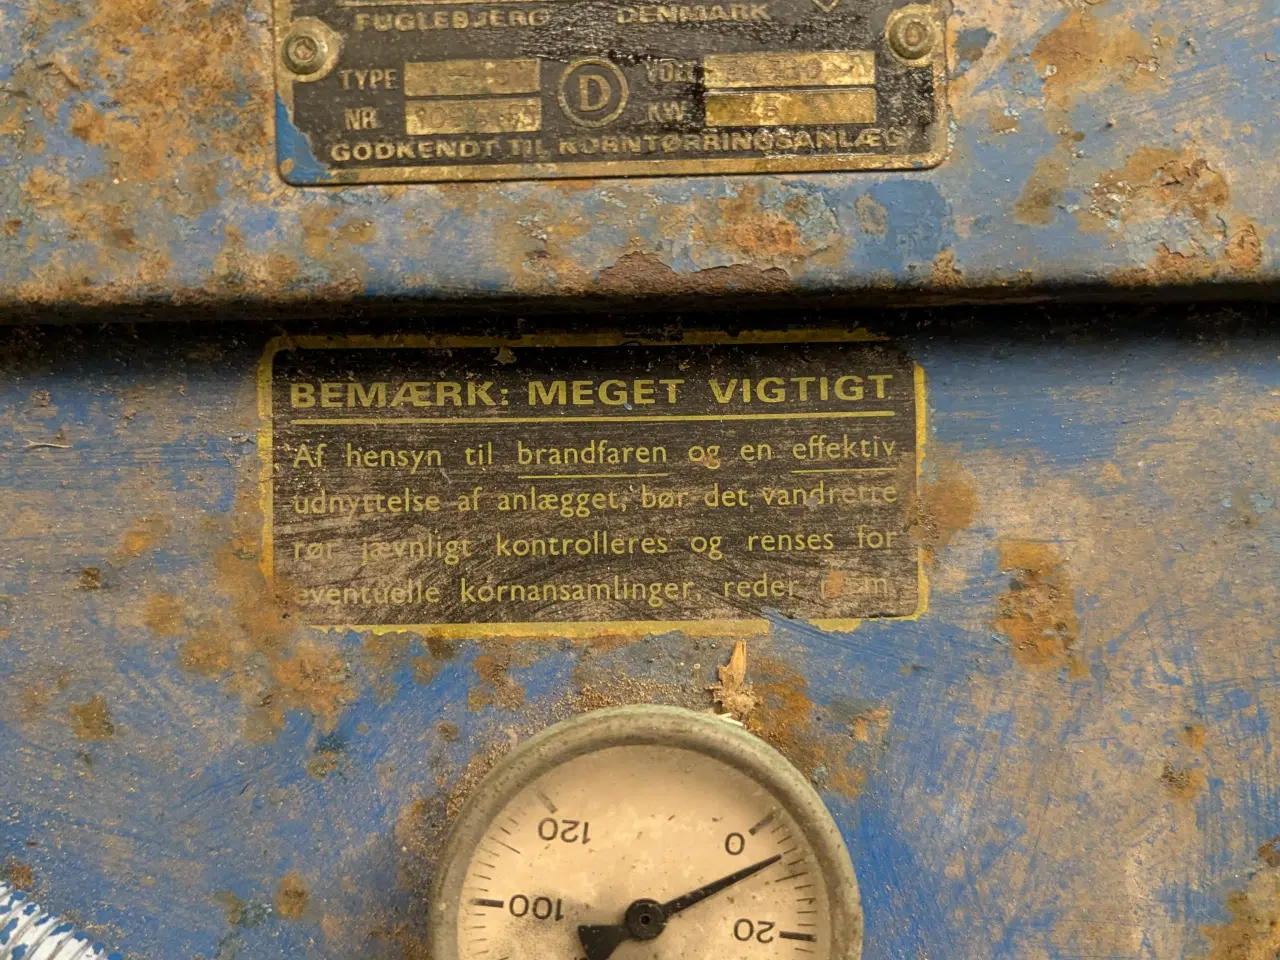 FUGLEBJERG DENMARK
TYPE D VOLT
NR KW
GODKENDT TIL KORNTØRRINGSANLÆG
BEMÆRK: MEGET VIGTIGT
Af hensyn til brandfaren og en effektiv
udnyttelse af anlægget, bør det vandrette
rør jævnligt kontrolleres og renses for
eventuelle kornansamlinger, reder
120 0
100 20